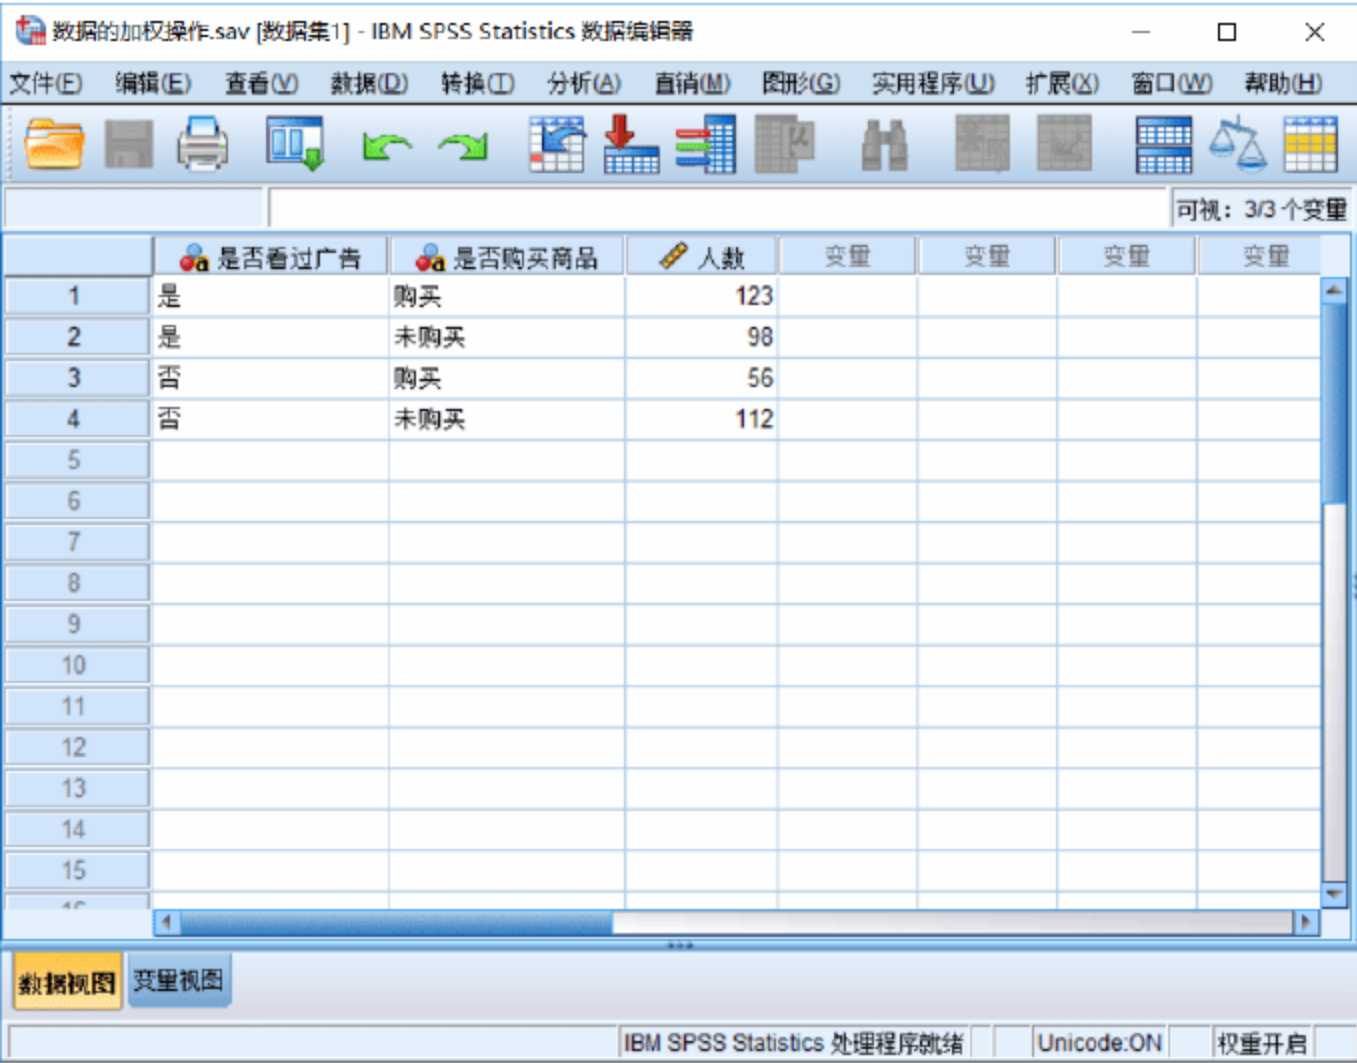 数据的加权操作.sav [数据集1] - IBM SPSS Statistics 数据编辑器
文件(F) 编辑(E) 查看(V) 数据(D) 转换(T) 分析(A) 直销(M) 图形(G) 实用程序(U) 扩展(X) 窗口(W) 帮助(H)
可视：3/3 个变量
是否看过广告 是否购买商品 人数 变量 变量 变量 变量
1 是 购买 123
2 是 未购买 98
3 否 购买 56
4 否 未购买 112
5
6
7
8
9
10
11
12
13
14
15
数据视图 变量视图
IBM SPSS Statistics 处理程序就绪 Unicode:ON 权重开启